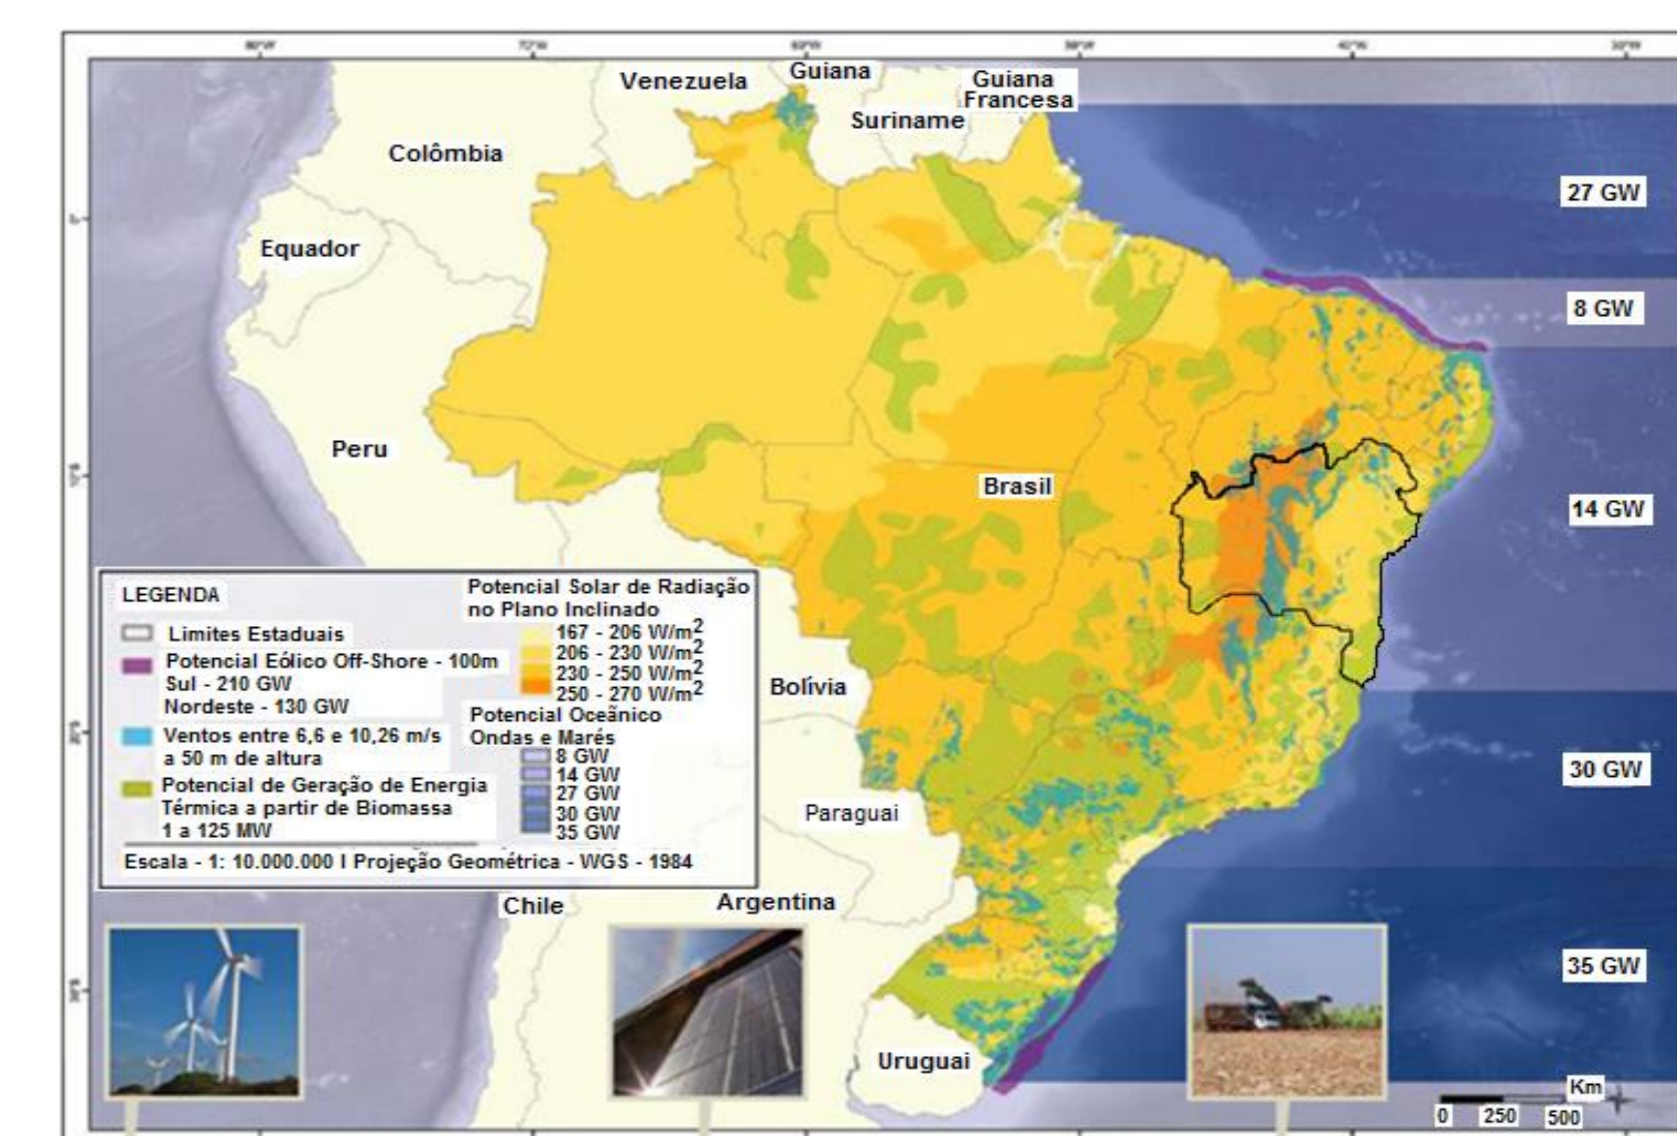 80°W 72°W 40°W
Venezuela
Guiana
Guiana
Francesa
Suriname
Colômbia
27 GW
Equador
8 GW
Peru
Brasil
14 GW
LEGENDA
Limites Estaduais
Potencial Eólico Off-Shore - 100m
Sul - 210 GW
Nordeste - 130 GW
Ventos entre 6,6 e 10,26 m/s
a 50 m de altura
Potencial de Geração de Energia
Térmica a partir de Biomassa
1 a 125 MW
Potencial Solar de Radiação
no Plano Inclinado
167 - 206 W/m²
206 - 230 W/m²
230 - 250 W/m²
250 - 270 W/m²
Potencial Oceãnico
Ondas e Marés
8 GW
14 GW
27 GW
30 GW
35 GW
Escala - 1: 10.000.000 I Projeção Geométrica - WGS - 1984
Bolívia
30 GW
Paraguai
Chile
Argentina
35 GW
Uruguai
Km
0 250 500